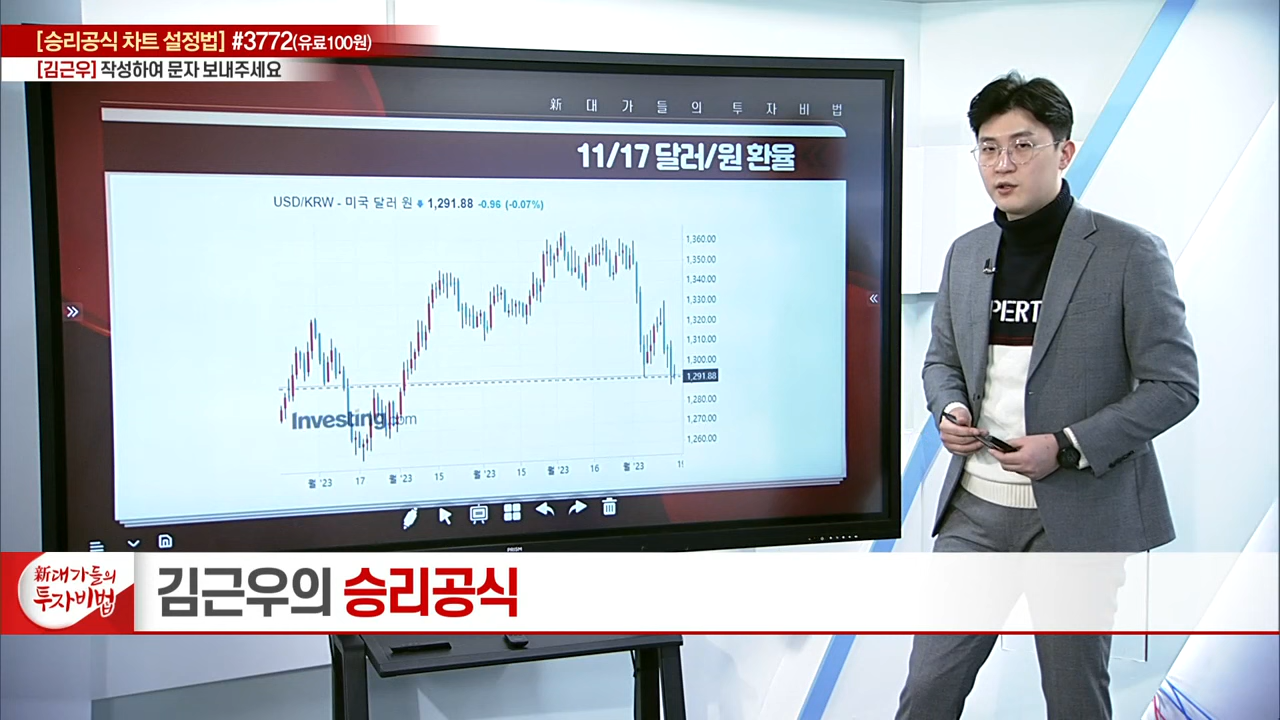 [승리공식 차트 설정법] #3772(유료100원)
[김근우] 작성하여 문자 보내주세요
新 대 가 들 의 투 자 비 법
11/17 달러/원 환율
USD/KRW - 미국 달러 원 1,291.88 -0.96 (-0.07%)
1,360.00
1,350.00
1,340.00
1,330.00
1,320.00
1,310.00
1,300.00
1,291.88
1,280.00
1,270.00
1,260.00
Investing.com
월 '23 17 월 '23 15 월 '23 15 월 '23 16 월 '23
PERT
PRISM
新대가들의
투자비법
김근우의 승리공식